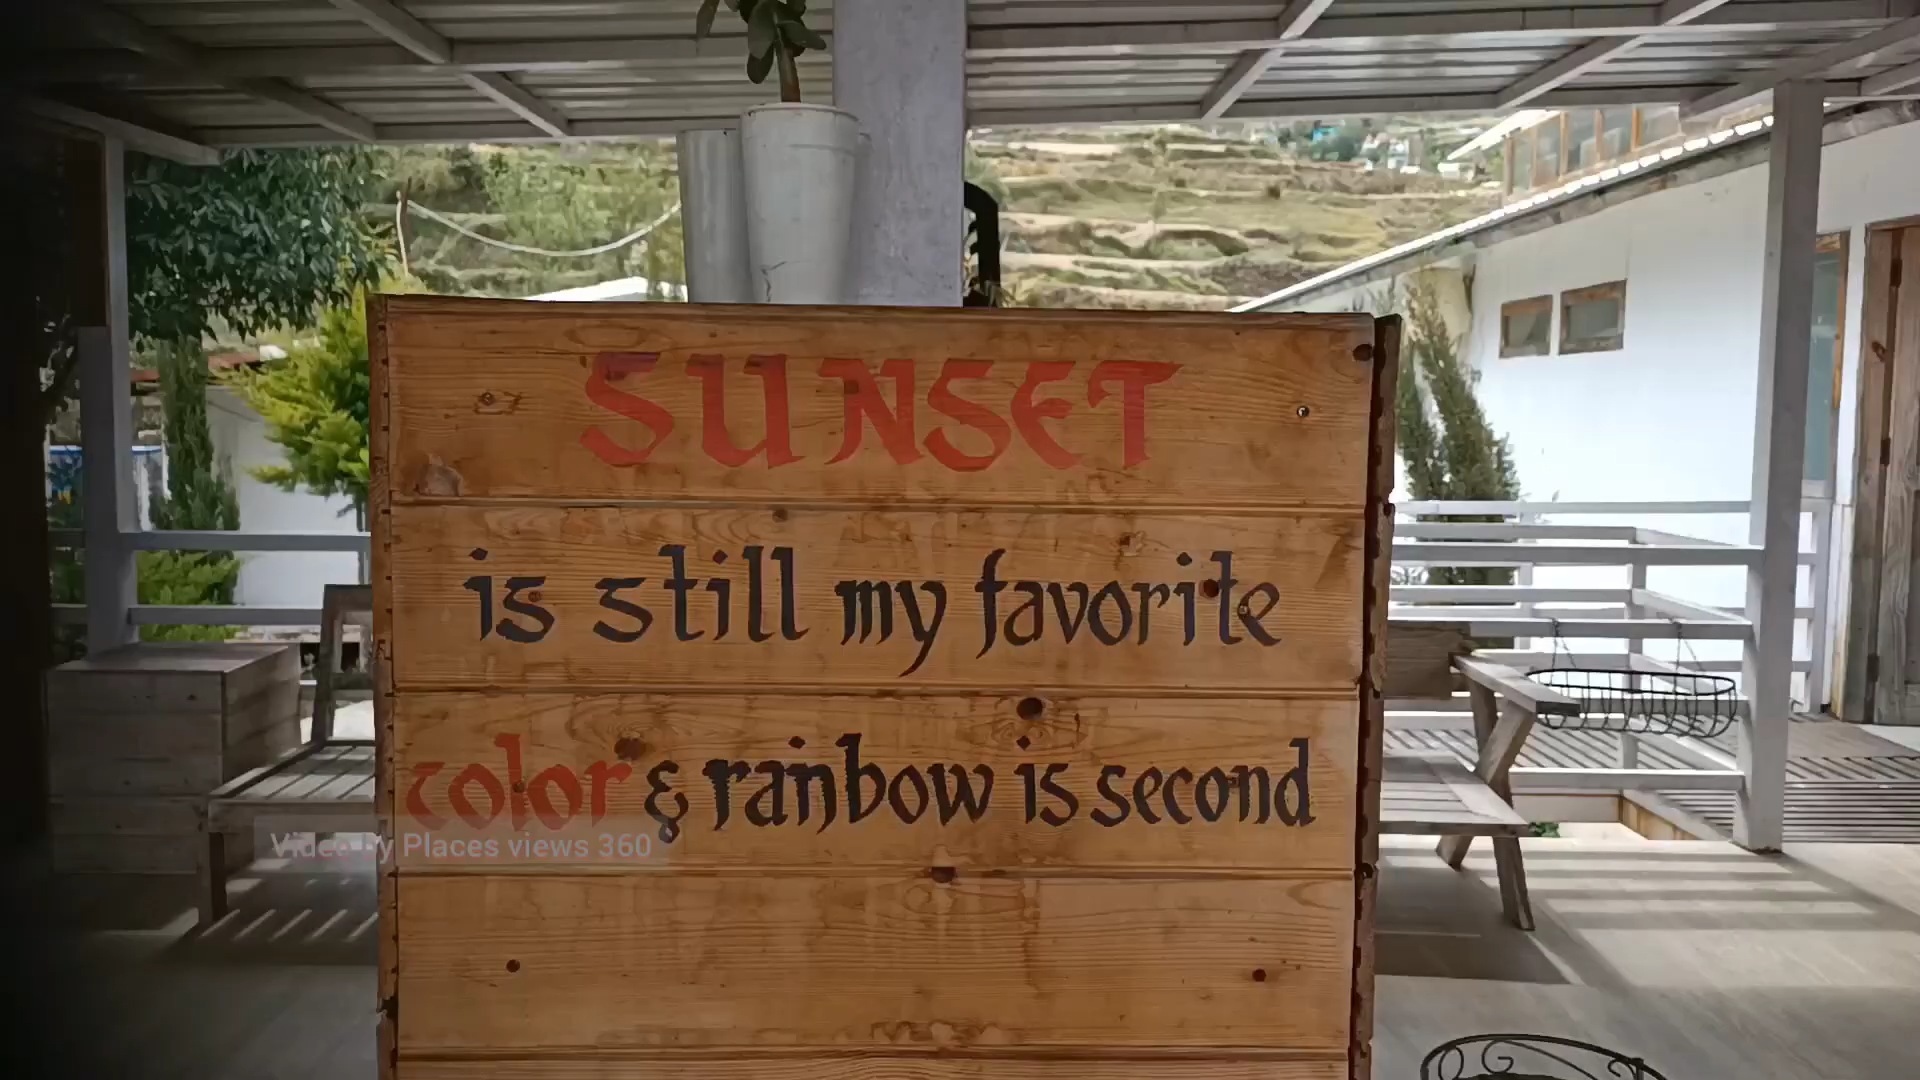 SUNSET
is still my favorite
color & ranbow is second
Video by Places views 360